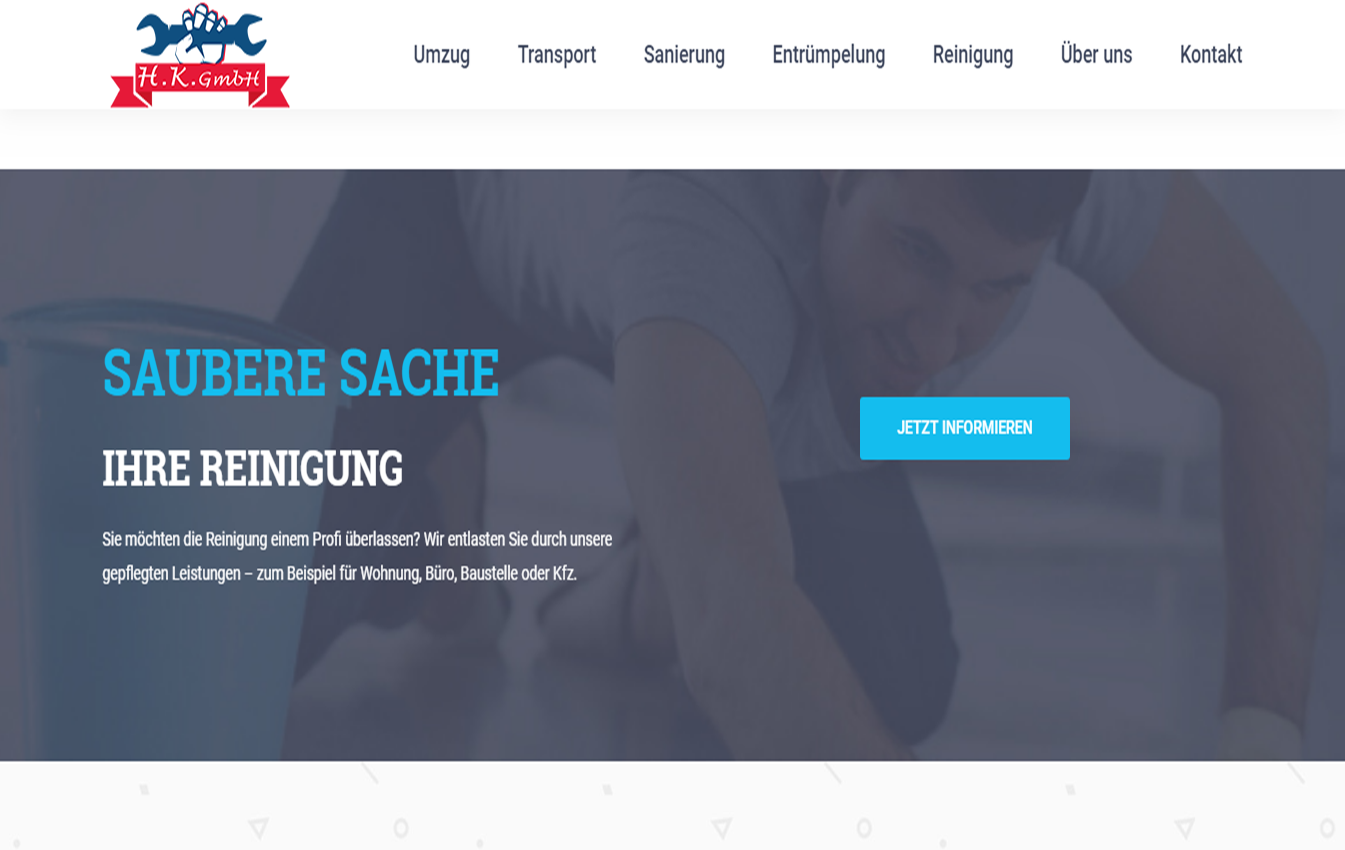 H.K.GmbH
Umzug Transport Sanierung Entrümpelung Reinigung Über uns Kontakt
SAUBERE SACHE
IHRE REINIGUNG
Sie möchten die Reinigung einem Profi überlassen? Wir entlasten Sie durch unsere
gepflegten Leistungen – zum Beispiel für Wohnung, Büro, Baustelle oder Kfz.
JETZT INFORMIEREN